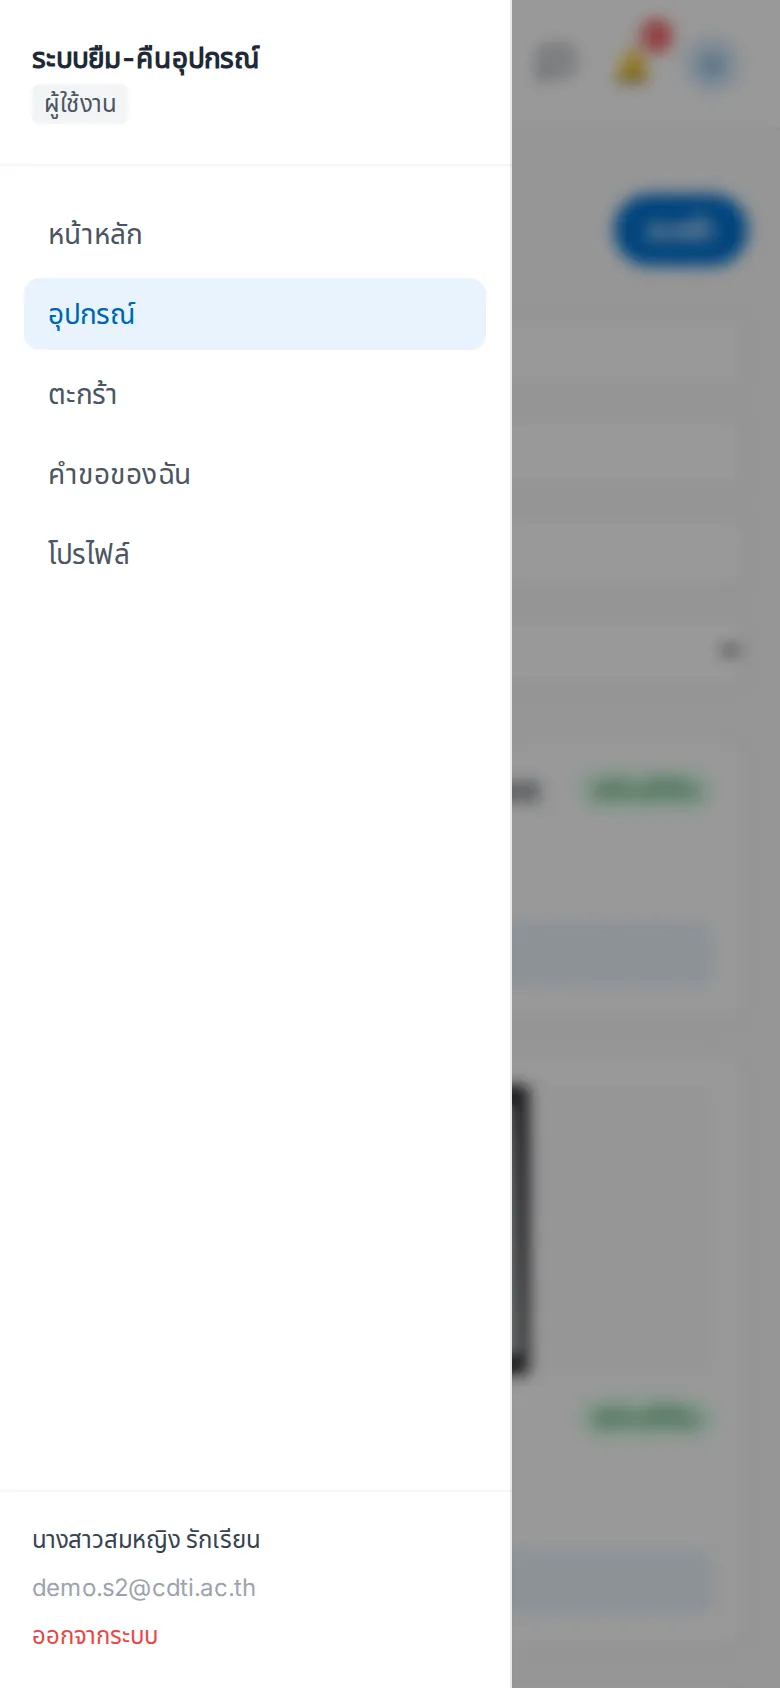 ระบบยืม-คืนอุปกรณ์
ผู้ใช้งาน
หน้าหลัก
อุปกรณ์
ตะกร้า
คำขอของฉัน
โปรไฟล์
นางสาวสมหญิง รักเรียน
demo.s2@cdti.ac.th
ออกจากระบบ